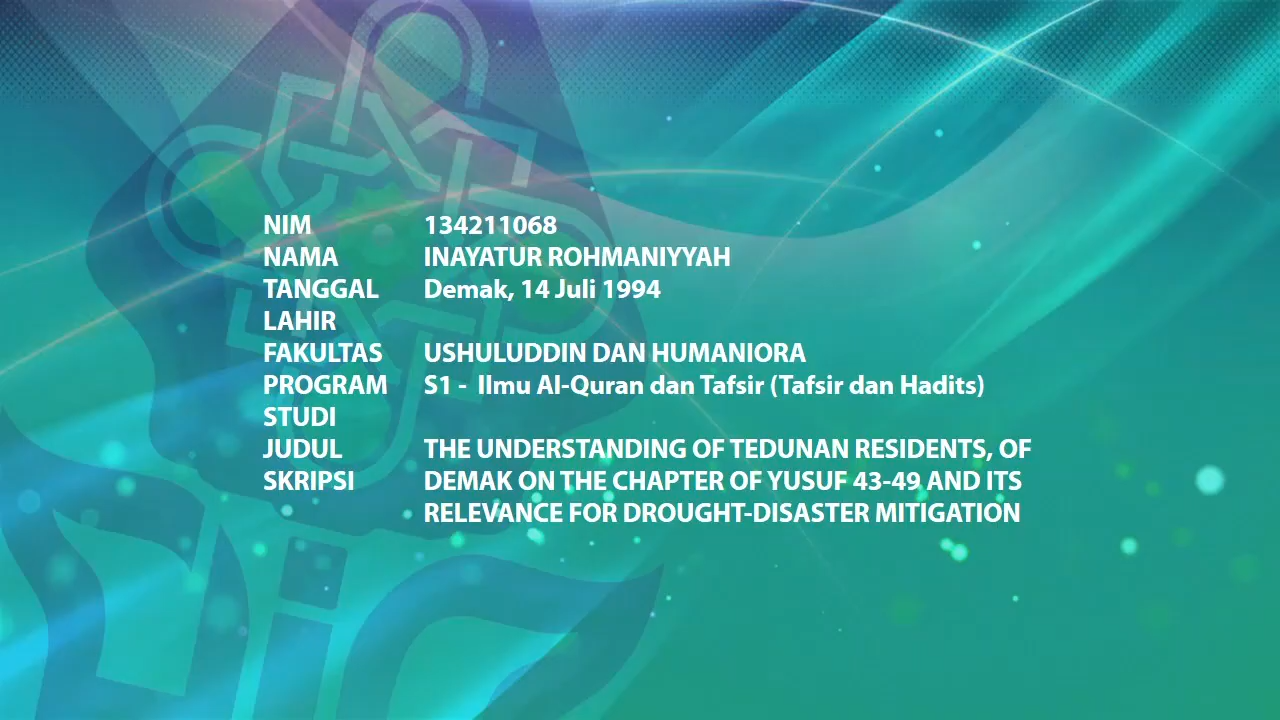 NIM 134211068
NAMA INAYATUR ROHMANIYYAH
TANGGAL LAHIR Demak, 14 Juli 1994
FAKULTAS USHULUDDIN DAN HUMANIORA
PROGRAM STUDI S1 - Ilmu Al-Quran dan Tafsir (Tafsir dan Hadits)
JUDUL SKRIPSI THE UNDERSTANDING OF TEDUNAN RESIDENTS, OF
DEMAK ON THE CHAPTER OF YUSUF 43-49 AND ITS
RELEVANCE FOR DROUGHT-DISASTER MITIGATION